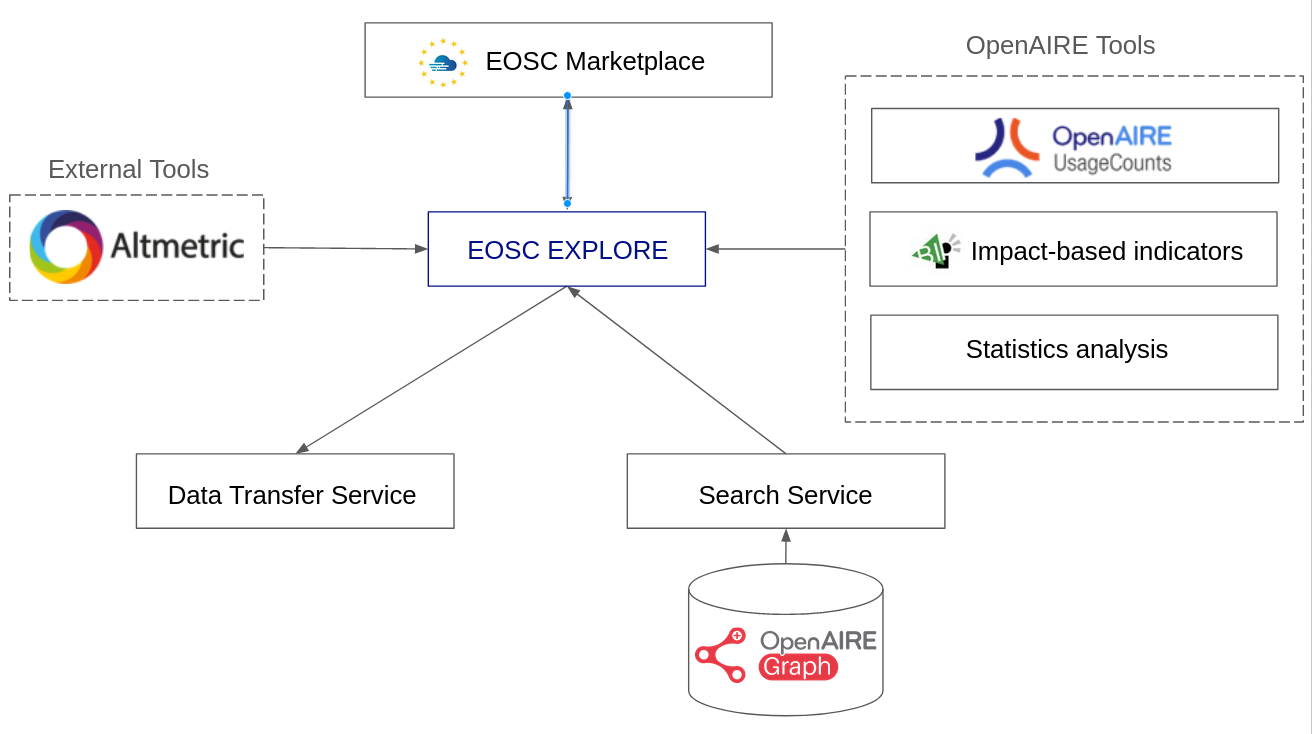 EOSC Marketplace
OpenAIRE Tools
OpenAIRE
UsageCounts
External Tools
Altmetric
EOSC EXPLORE
BIP
Impact-based indicators
Statistics analysis
Data Transfer Service
Search Service
OpenAIRE
Graph